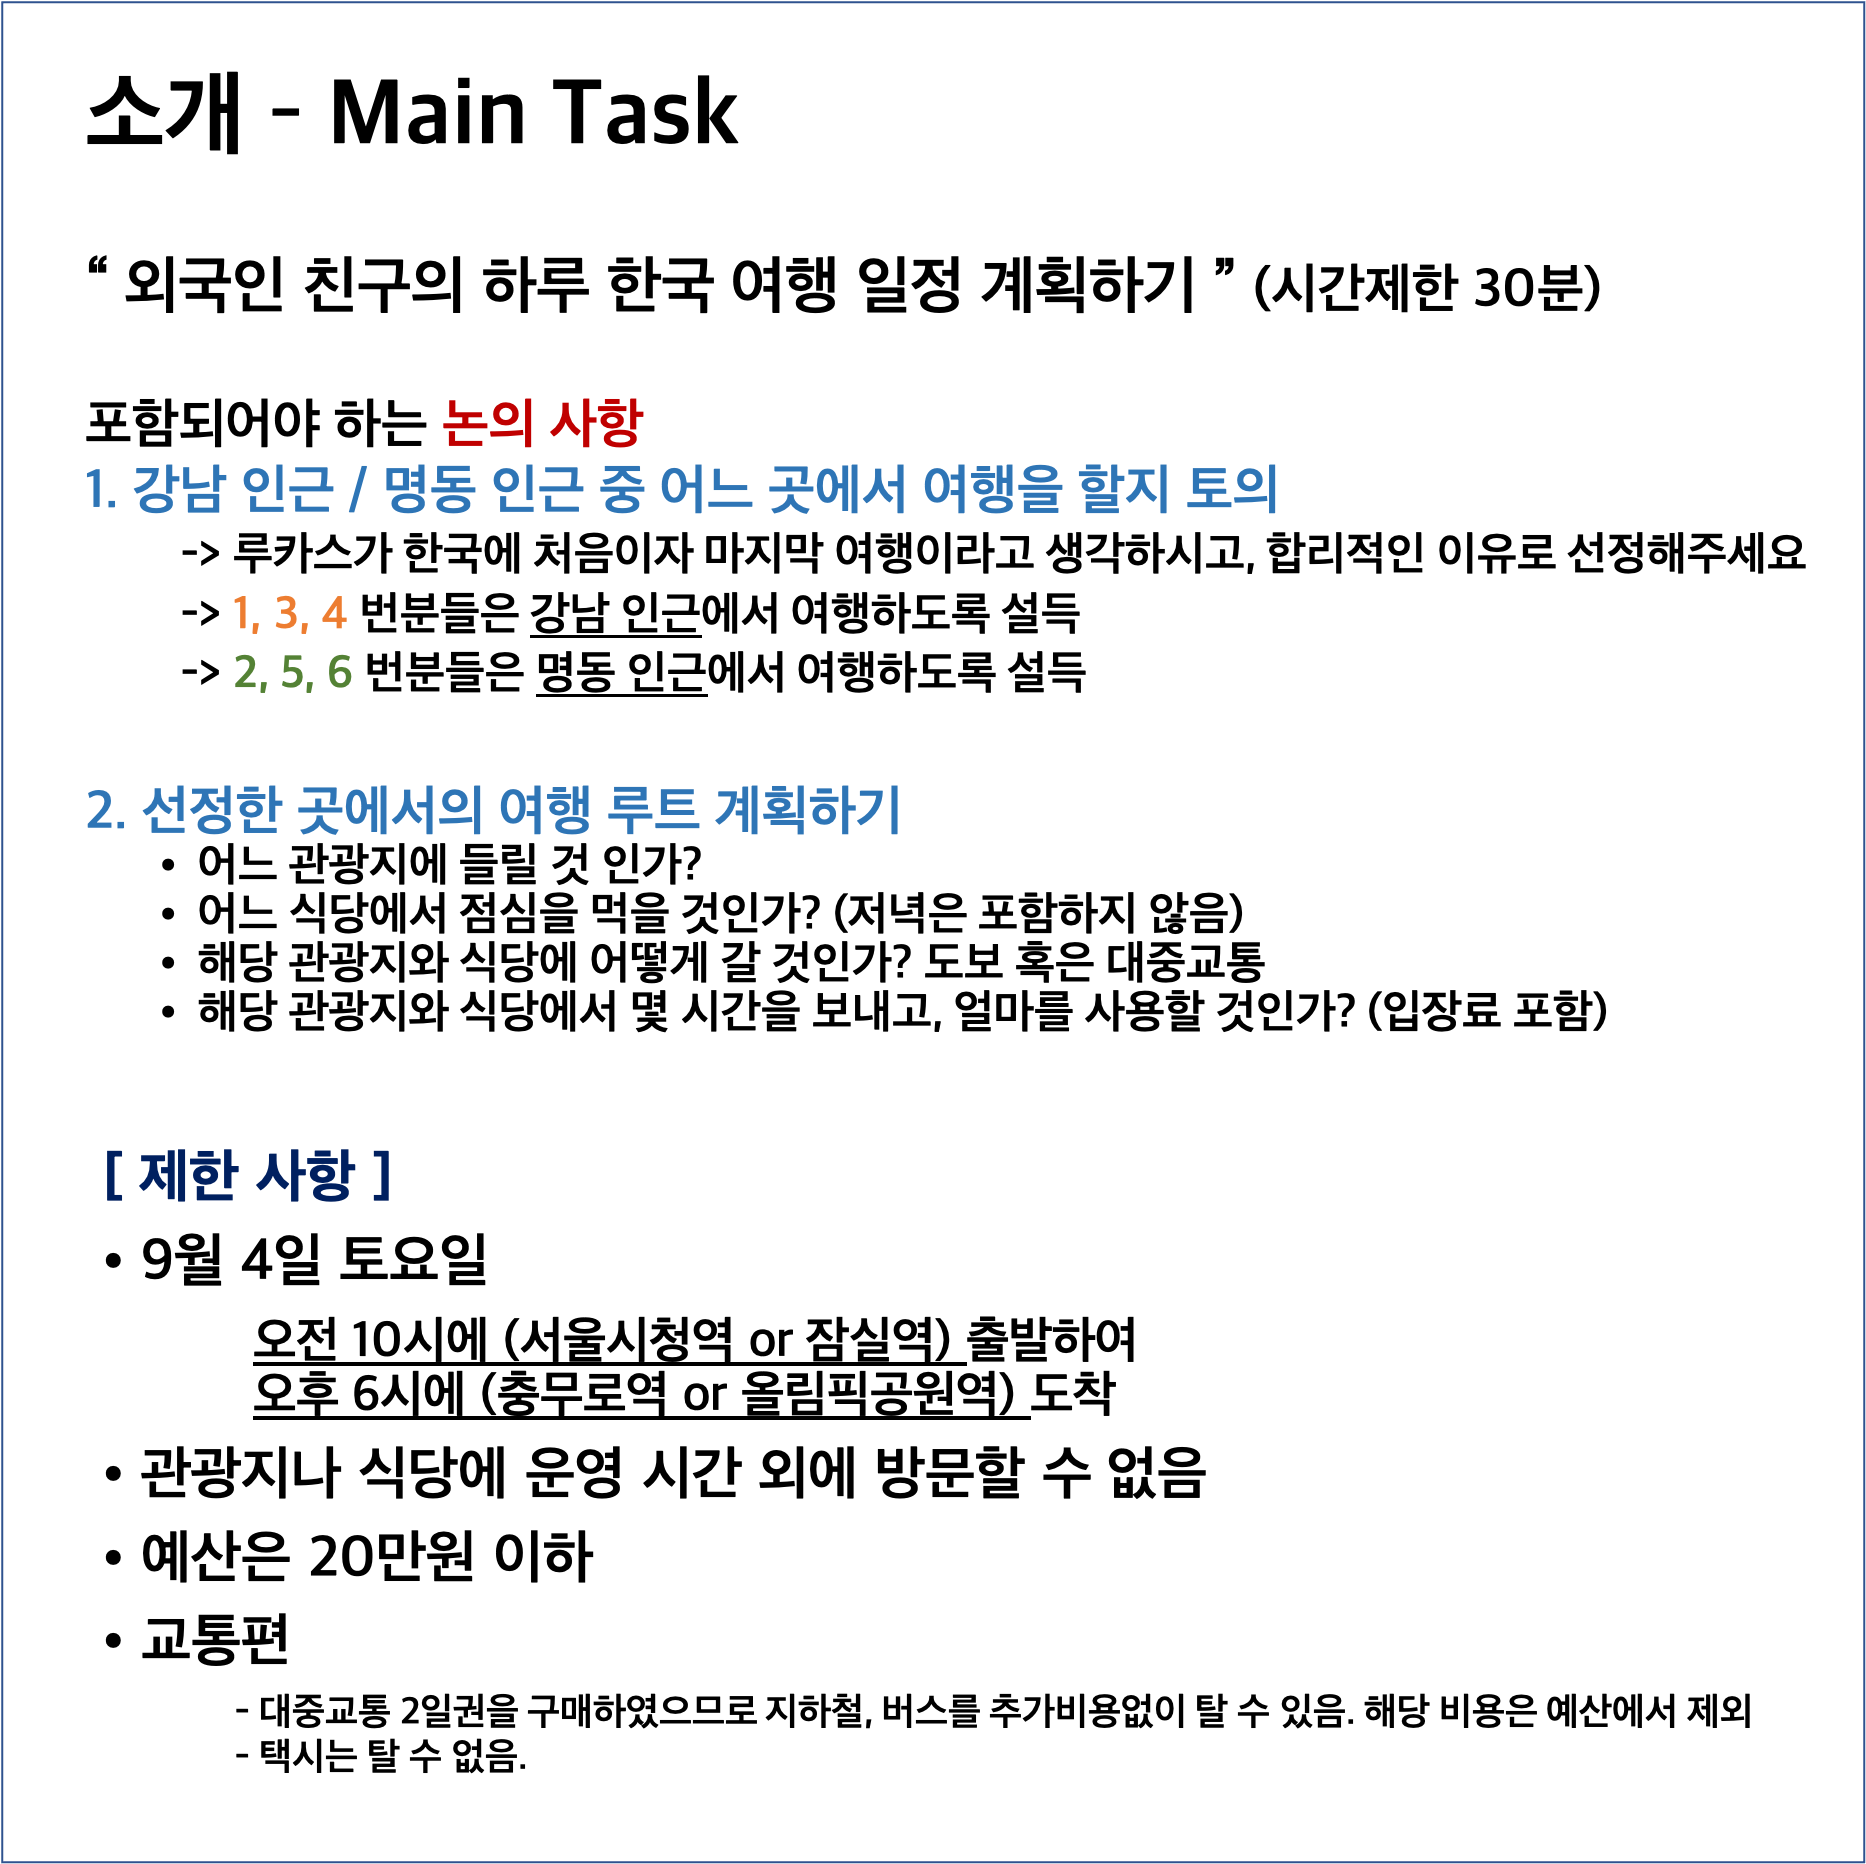 소개 - Main Task
“ 외국인 친구의 하루 한국 여행 일정 계획하기 ” (시간제한 30분)
포함되어야 하는 논의 사항
1. 강남 인근 / 명동 인근 중 어느 곳에서 여행을 할지 토의
-> 루카스가 한국에 처음이자 마지막 여행이라고 생각하시고, 합리적인 이유로 선정해주세요
-> 1, 3, 4 번분들은 강남 인근에서 여행하도록 설득
-> 2, 5, 6 번분들은 명동 인근에서 여행하도록 설득
2. 선정한 곳에서의 여행 루트 계획하기
• 어느 관광지에 들릴 것 인가?
• 어느 식당에서 점심을 먹을 것인가? (저녁은 포함하지 않음)
• 해당 관광지와 식당에 어떻게 갈 것인가? 도보 혹은 대중교통
• 해당 관광지와 식당에서 몇 시간을 보내고, 얼마를 사용할 것인가? (입장료 포함)
[ 제한 사항 ]
• 9월 4일 토요일
오전 10시에 (서울시청역 or 잠실역) 출발하여
오후 6시에 (충무로역 or 올림픽공원역) 도착
• 관광지나 식당에 운영 시간 외에 방문할 수 없음
• 예산은 20만원 이하
• 교통편
- 대중교통 2일권을 구매하였으므로 지하철, 버스를 추가비용없이 탈 수 있음. 해당 비용은 예산에서 제외
- 택시는 탈 수 없음.